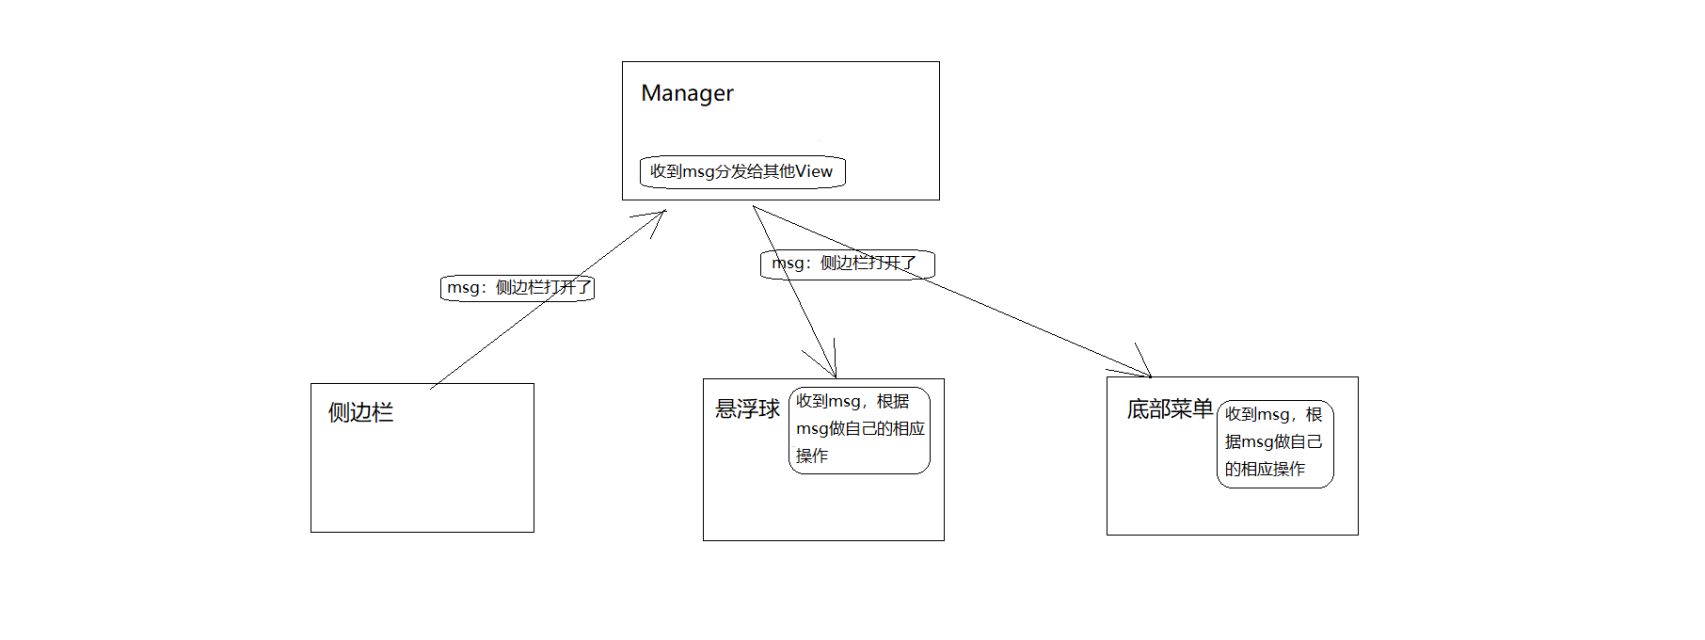 Manager
收到msg分发给其他View
msg：侧边栏打开了
msg：侧边栏打开了
侧边栏
悬浮球
收到msg，根据
msg做自己的相应
操作
底部菜单
收到msg，根
据msg做自己
的相应操作